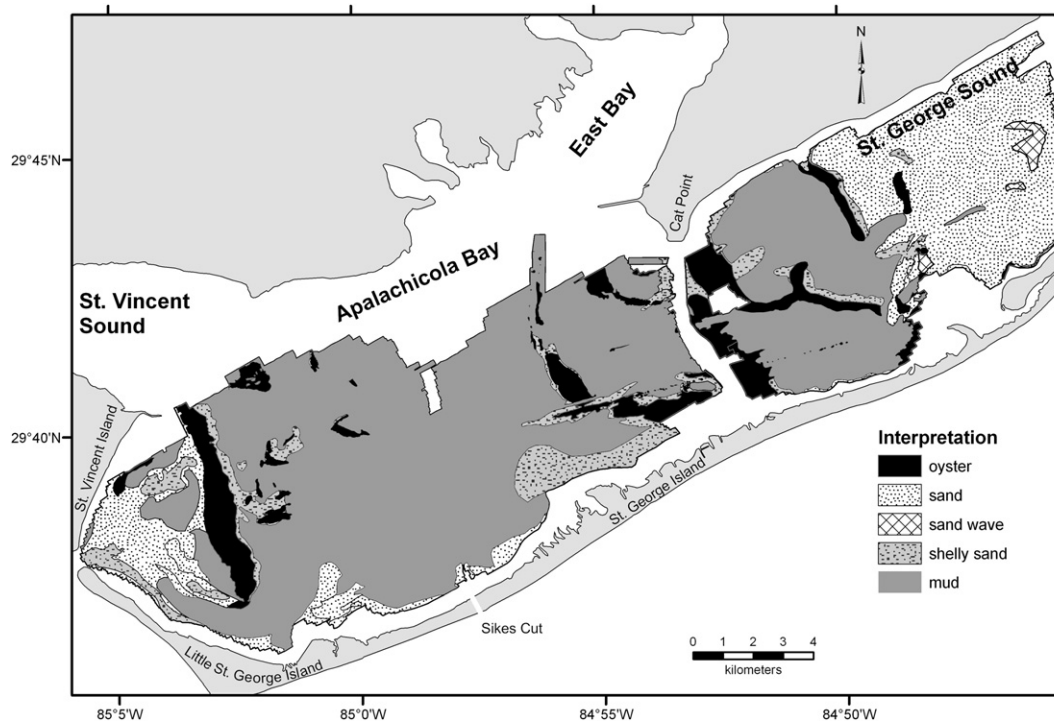 N
St. George Sound
East Bay
29°45'N
Cat Point
Apalachicola Bay
St. Vincent
Sound
29°40'N
St. Vincent Island
St. George Island
Interpretation
oyster
sand
sand wave
shelly sand
mud
Sikes Cut
Little St. George Island
0 1 2 3 4
kilometers
85°5'W 85°0'W 84°55'W 84°50'W